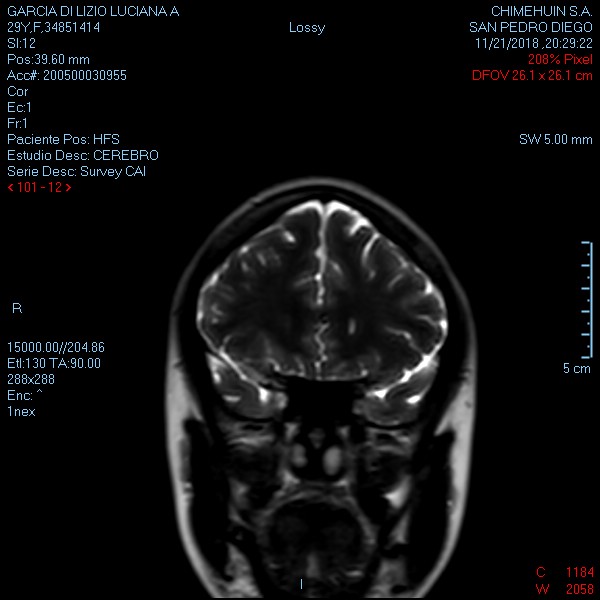 GARCIA DI LIZIO LUCIANA A
29Y,F,34851414
Sl:12
Pos:39.60 mm
Acc#: 200500030955
Cor
Ec:1
Fr:1
Paciente Pos: HFS
Estudio Desc: CEREBRO
Serie Desc: Survey CAI
< 101 - 12 >
Lossy
CHIMEHUIN S.A.
SAN PEDRO DIEGO
11/21/2018 ,20:29:22
208% Pixel
DFOV 26.1 x 26.1 cm
SW 5.00 mm
R
15000.00//204.86
Etl:130 TA:90.00
288x288
Enc: ^
1nex
5 cm
I
C 1184
W 2058